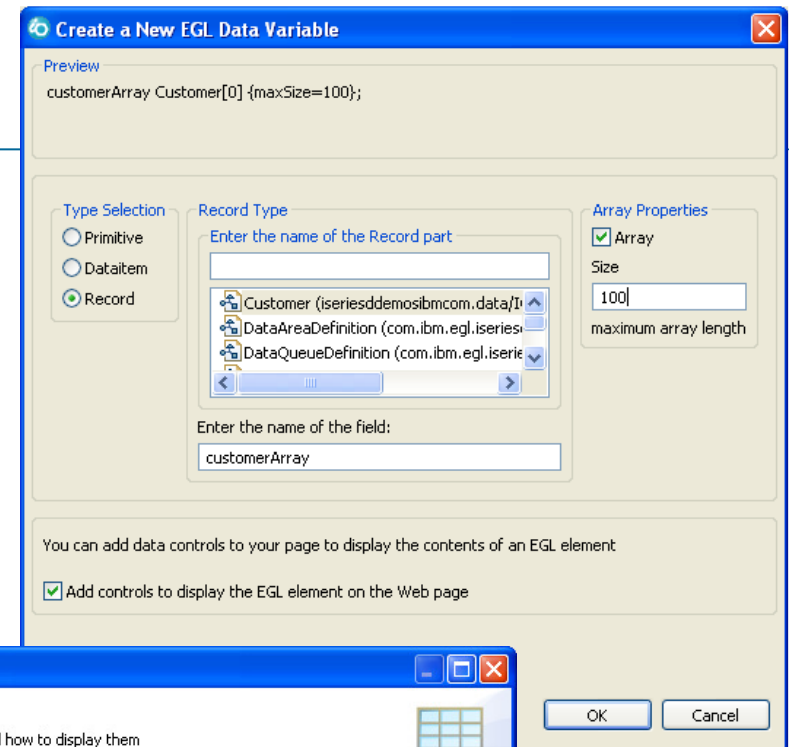 Create a New EGL Data Variable
Preview
customerArray Customer[0] {maxSize=100};
Type Selection
Primitive
Dataitem
Record
Record Type
Enter the name of the Record part
Customer (iseriesddemosibmcom.data/
DataAreaDefinition (com.ibm.egl.iseries
DataQueueDefinition (com.ibm.egl.iserie
Enter the name of the field:
customerArray
Array Properties
Array
Size
100
maximum array length
You can add data controls to your page to display the contents of an EGL element
Add controls to display the EGL element on the Web page
OK
Cancel
how to display them